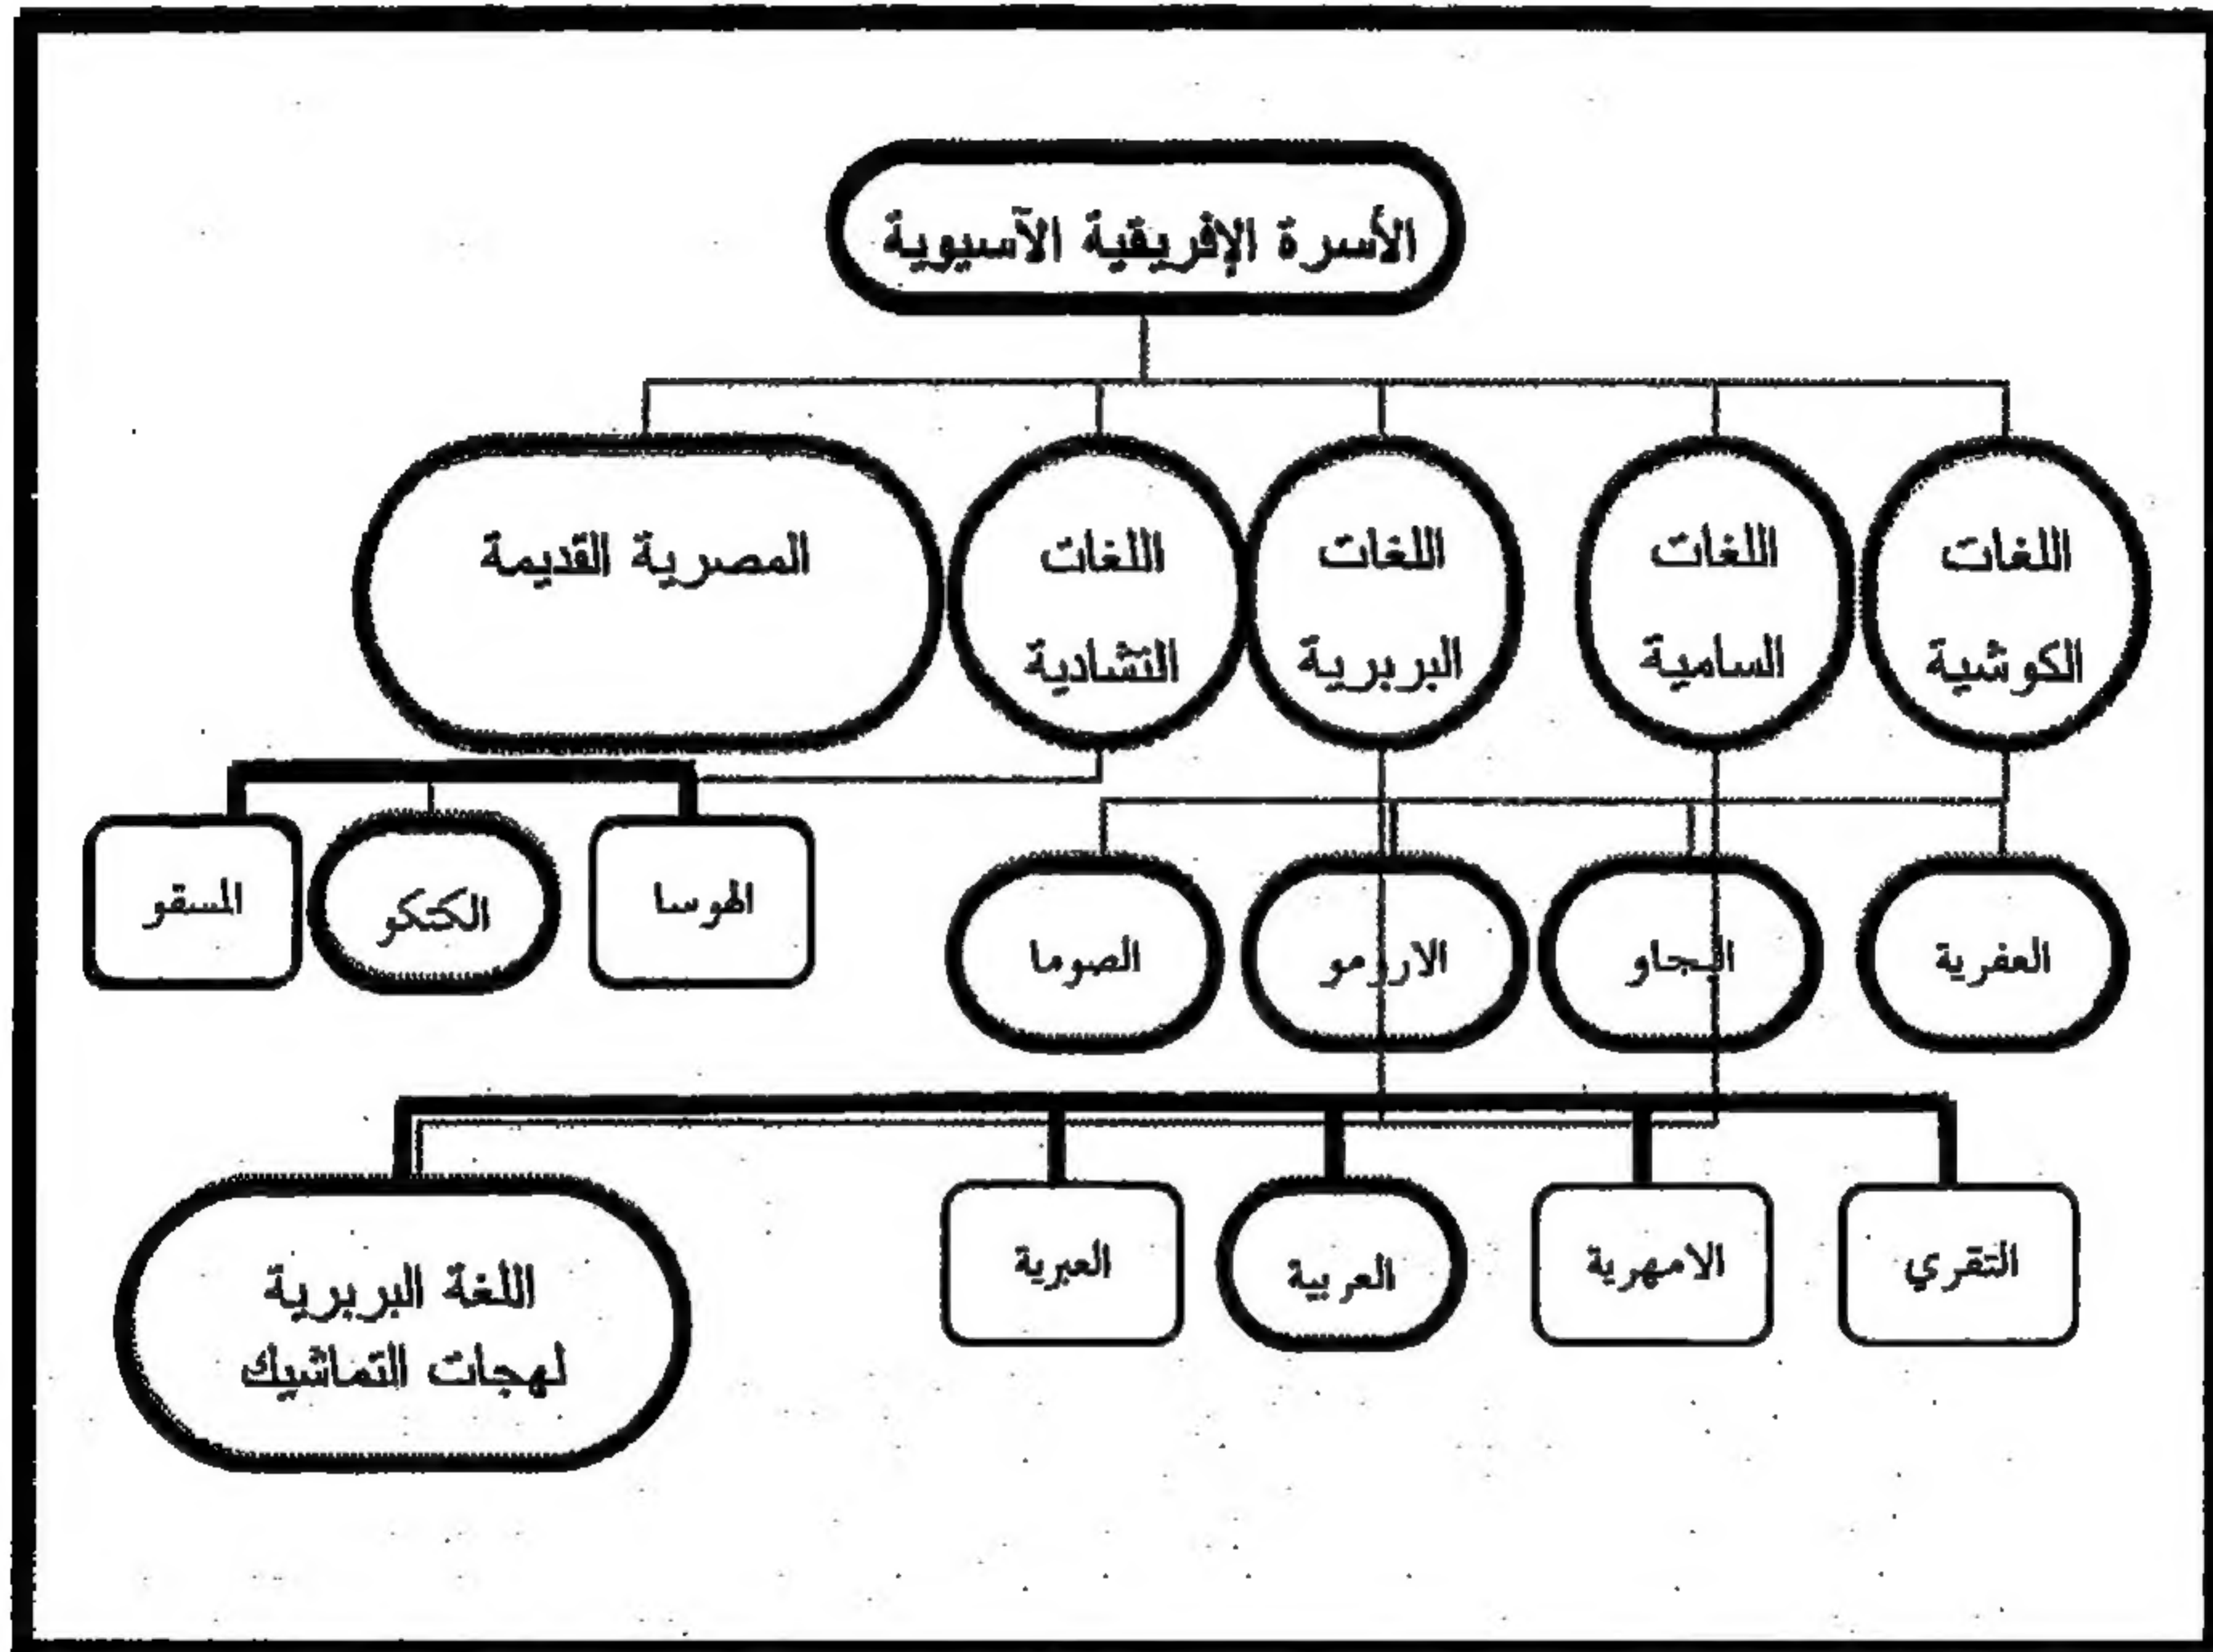 الأسرة الإفريقية الآسيوية
اللغات
الكوشية
اللغات
السامية
اللغات
البربرية
اللغات
التشادية
المصرية القديمة
العفرية
البجاو
الارومو
الصوما
الهوسا
الكتكو
المسقو
التقري
الامهرية
العربية
العبرية
اللغة البربرية
لهجات التماشيك